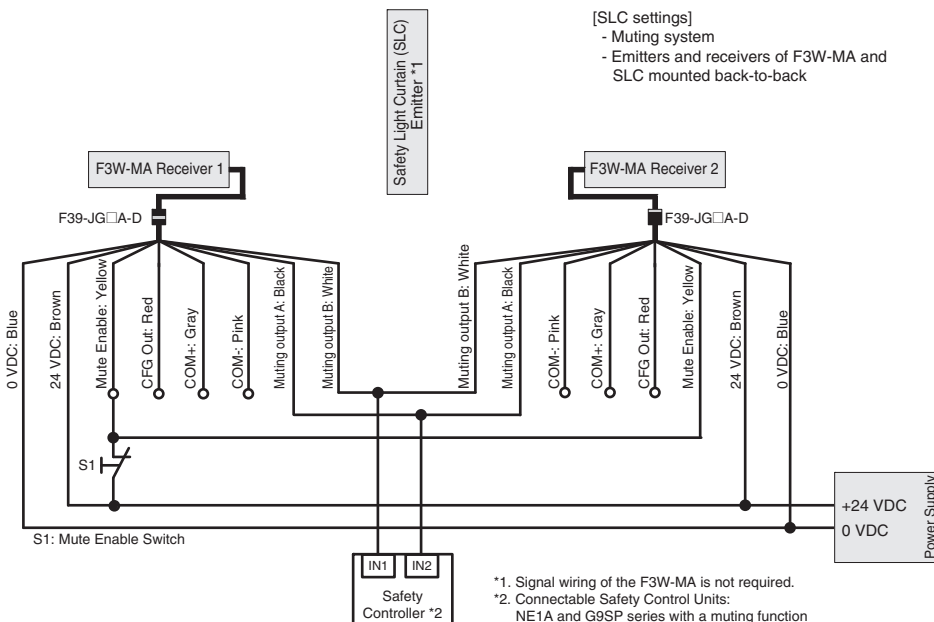 [SLC settings]
- Muting system
- Emitters and receivers of F3W-MA and
SLC mounted back-to-back
Safety Light Curtain (SLC)
Emitter *1
F3W-MA Receiver 1
F3W-MA Receiver 2
F39-JG□A-D
F39-JG□A-D
0 VDC: Blue
24 VDC: Brown
Mute Enable: Yellow
CFG Out: Red
COM+: Gray
COM-: Pink
Muting output A: Black
Muting output B: White
Muting output B: White
Muting output A: Black
COM-: Pink
COM+: Gray
CFG Out: Red
Mute Enable: Yellow
24 VDC: Brown
0 VDC: Blue
S1
+24 VDC
0 VDC
Power Supply
S1: Mute Enable Switch
IN1
IN2
Safety
Controller *2
*1. Signal wiring of the F3W-MA is not required.
*2. Connectable Safety Control Units:
NE1A and G9SP series with a muting function